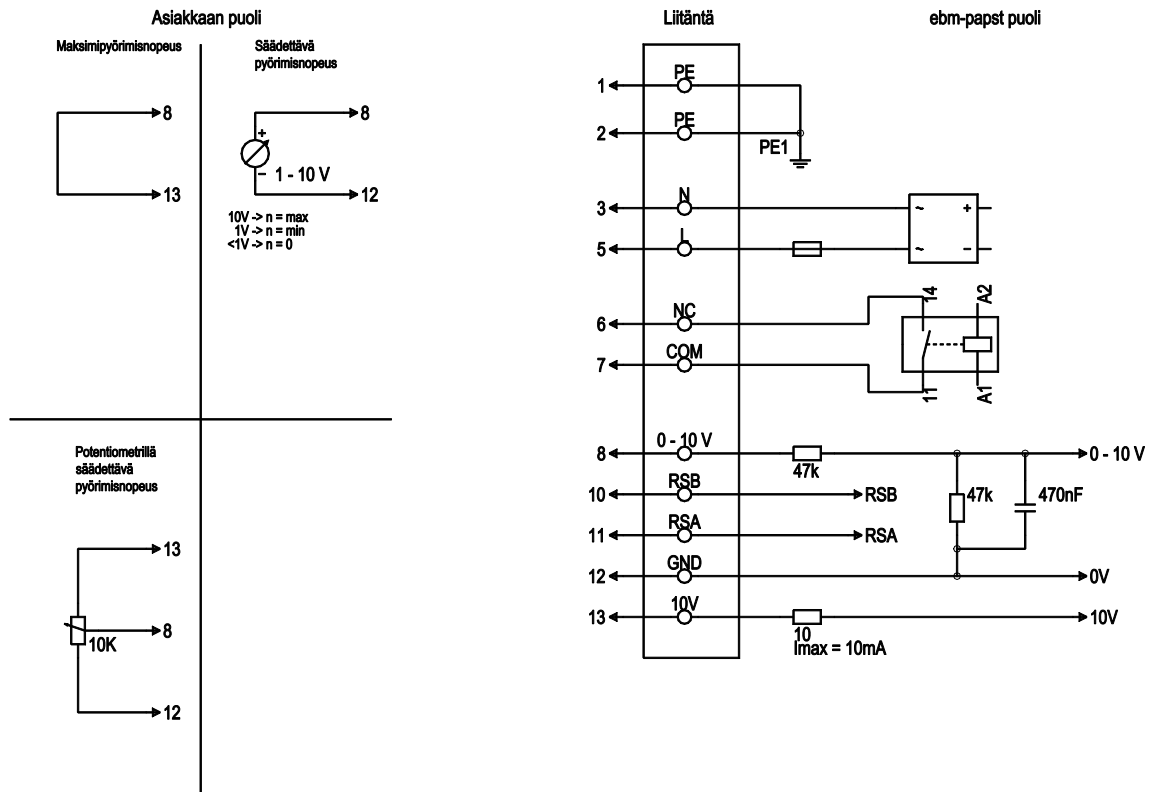 Asiakkaan puoli
Maksimipyörimisnopeus
8
13
Säädettävä
pyörimisnopeus
8
+
− 1 - 10 V
12
10V -> n = max
1V -> n = min
<1V -> n = 0
Potentiometrillä
säädettävä
pyörimisnopeus
13
8
10K
12
Liitäntä
ebm-papst puoli
1 PE
2 PE
PE1
3 N ~ +
5 L ~ −
14 A2
6 NC
7 COM
11 A1
8 0 - 10 V 47k 0 - 10 V
10 RSB RSB 47k 470nF
11 RSA RSA
12 GND 0V
13 10V 10 10V
Imax = 10mA